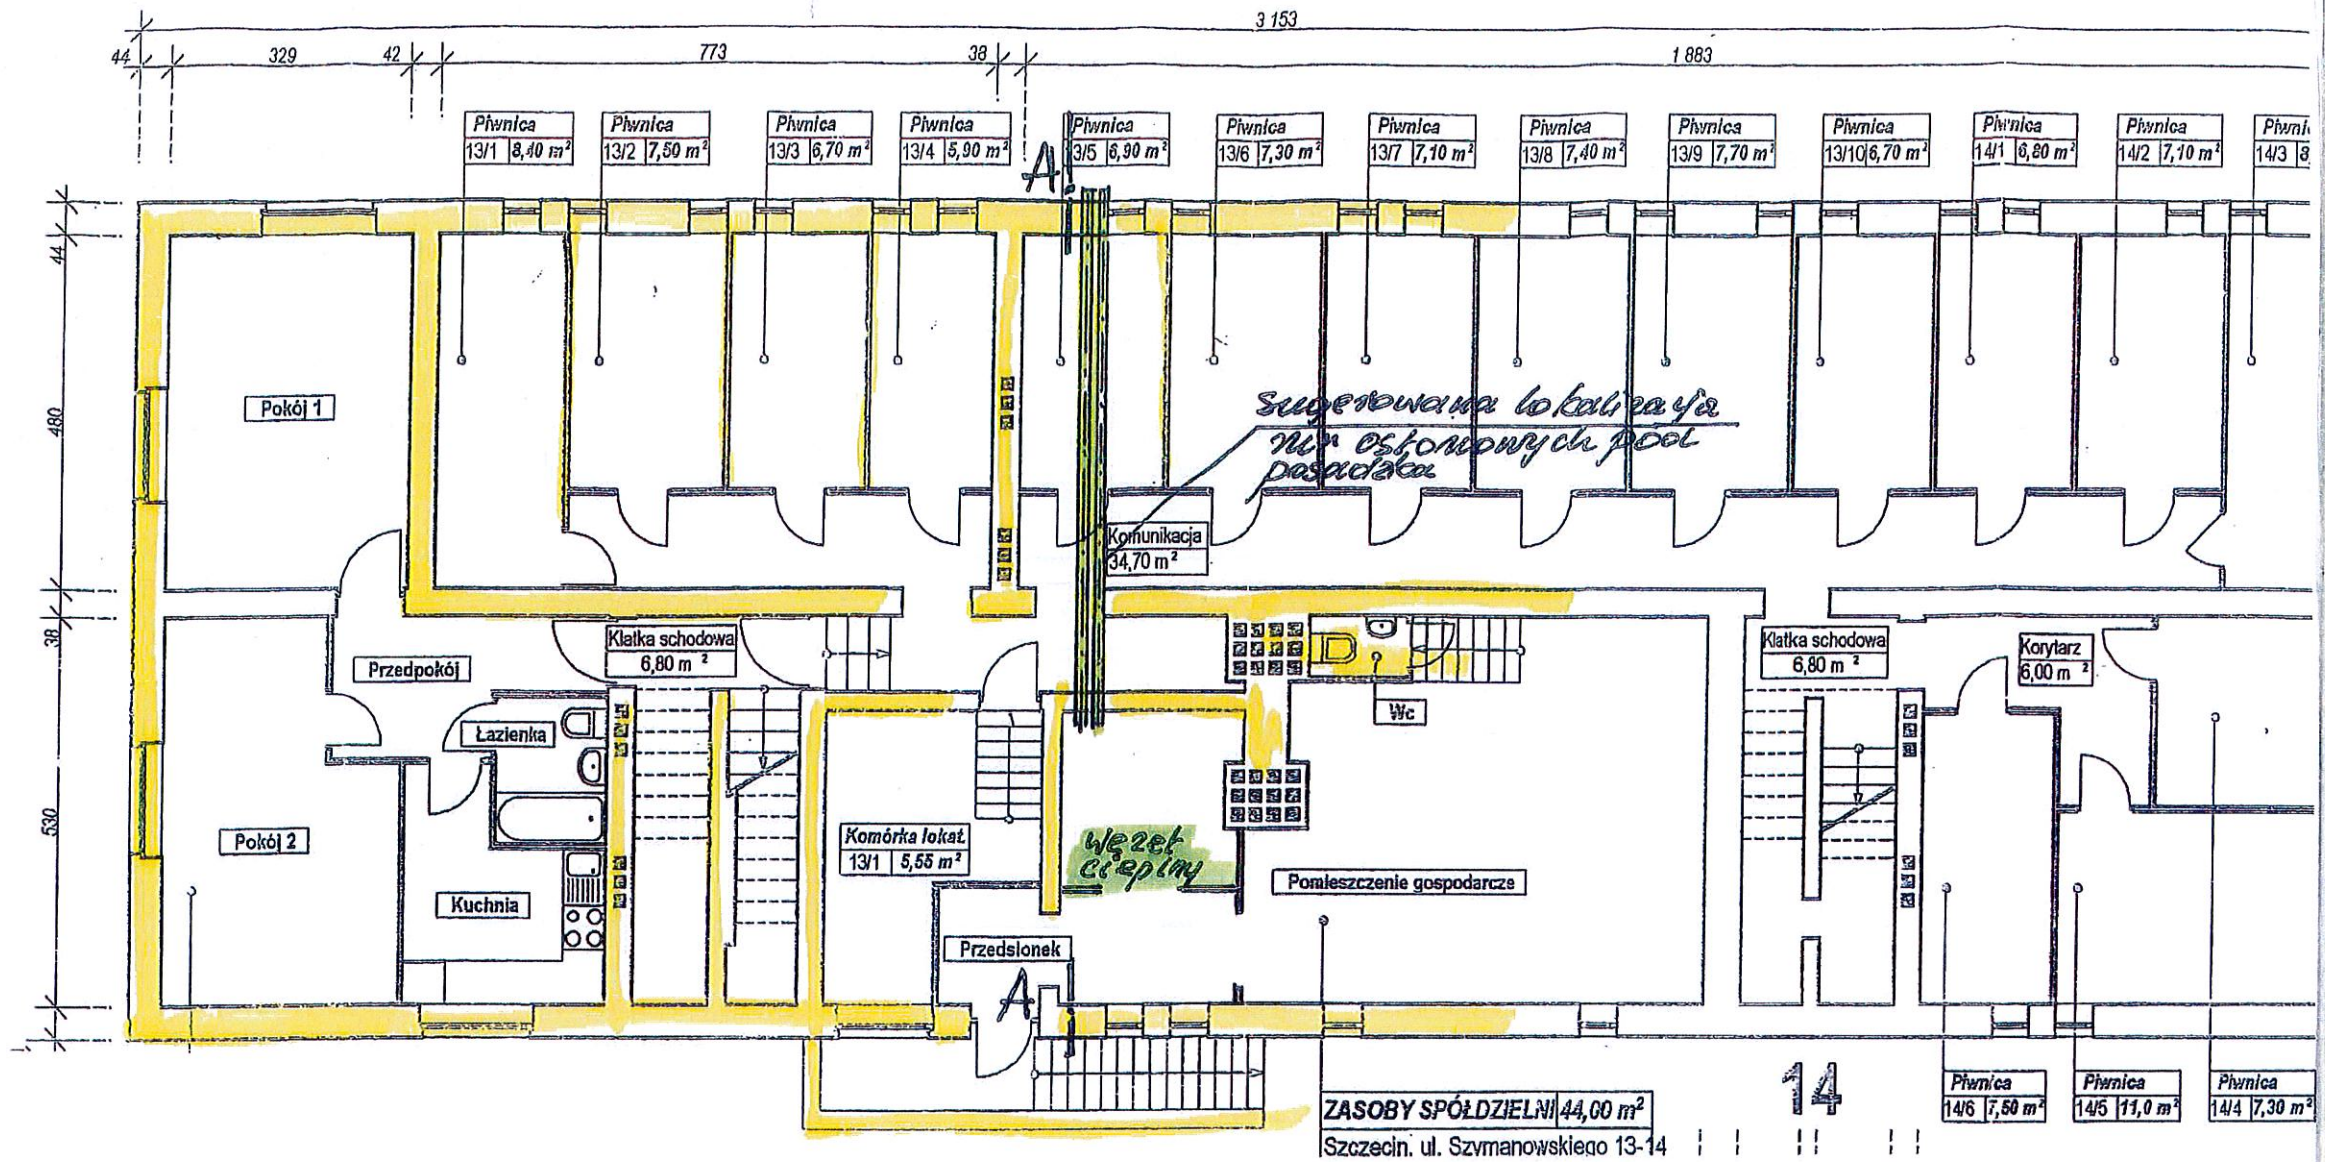 3 153
44 329 42 773 38 1 883
Piwnica
13/1 8,40 m²
Piwnica
13/2 7,50 m²
Piwnica
13/3 6,70 m²
Piwnica
13/4 5,90 m²
Piwnica
3/5 6,90 m²
Piwnica
13/6 7,30 m²
Piwnica
13/7 7,10 m²
Piwnica
13/8 7,40 m²
Piwnica
13/9 7,70 m²
Piwnica
13/10 6,70 m²
Piwnica
14/1 6,80 m²
Piwnica
14/2 7,10 m²
Piwni
14/3 8
A
44
480
38
530
Pokój 1
sugerowana lokalizacja
rur osłonowych pod
posadzka
Komunikacja
34,70 m²
Klatka schodowa
6,80 m²
Przedpokój
Łazienka
Wc
Klatka schodowa
6,80 m²
Korytarz
6,00 m²
Pokój 2
Kuchnia
Komórka lokat.
13/1 5,55 m²
Węzeł
cieplny
Pomieszczenie gospodarcze
Przedsionek
A
14
ZASOBY SPÓŁDZIELNI 44,00 m²
Szczecin, ul. Szymanowskiego 13-14
Piwnica
14/6 7,50 m²
Piwnica
14/5 11,0 m²
Piwnica
14/4 7,30 m²